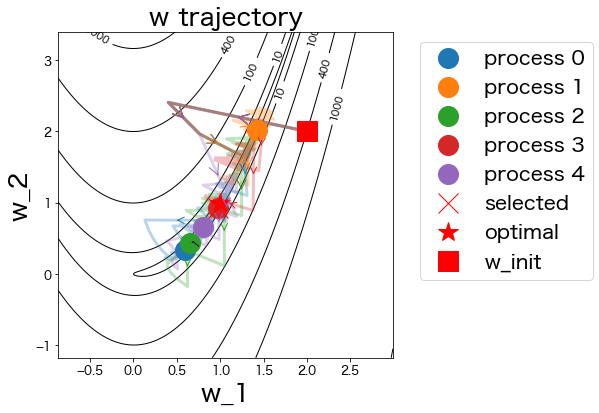 w trajectory
1000
400
100
10
10
100
400
1000
1
w_2
3
2
1
0
−1
−0.5
0.0
0.5
1.0
1.5
2.0
2.5
w_1
process 0
process 1
process 2
process 3
process 4
selected
optimal
w_init